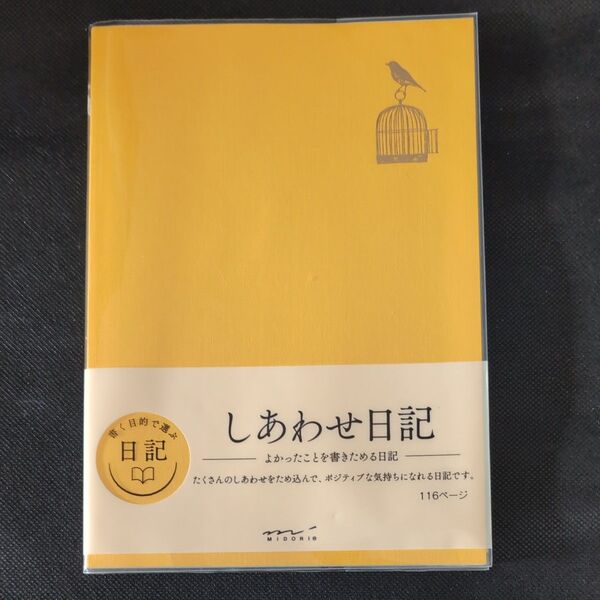 書く目的で選ぶ
日記
しあわせ日記
よかったことを書きためる日記
たくさんのしあわせをため込んで、ポジティブな気持ちになれる日記です。
116ページ
MIDORI®